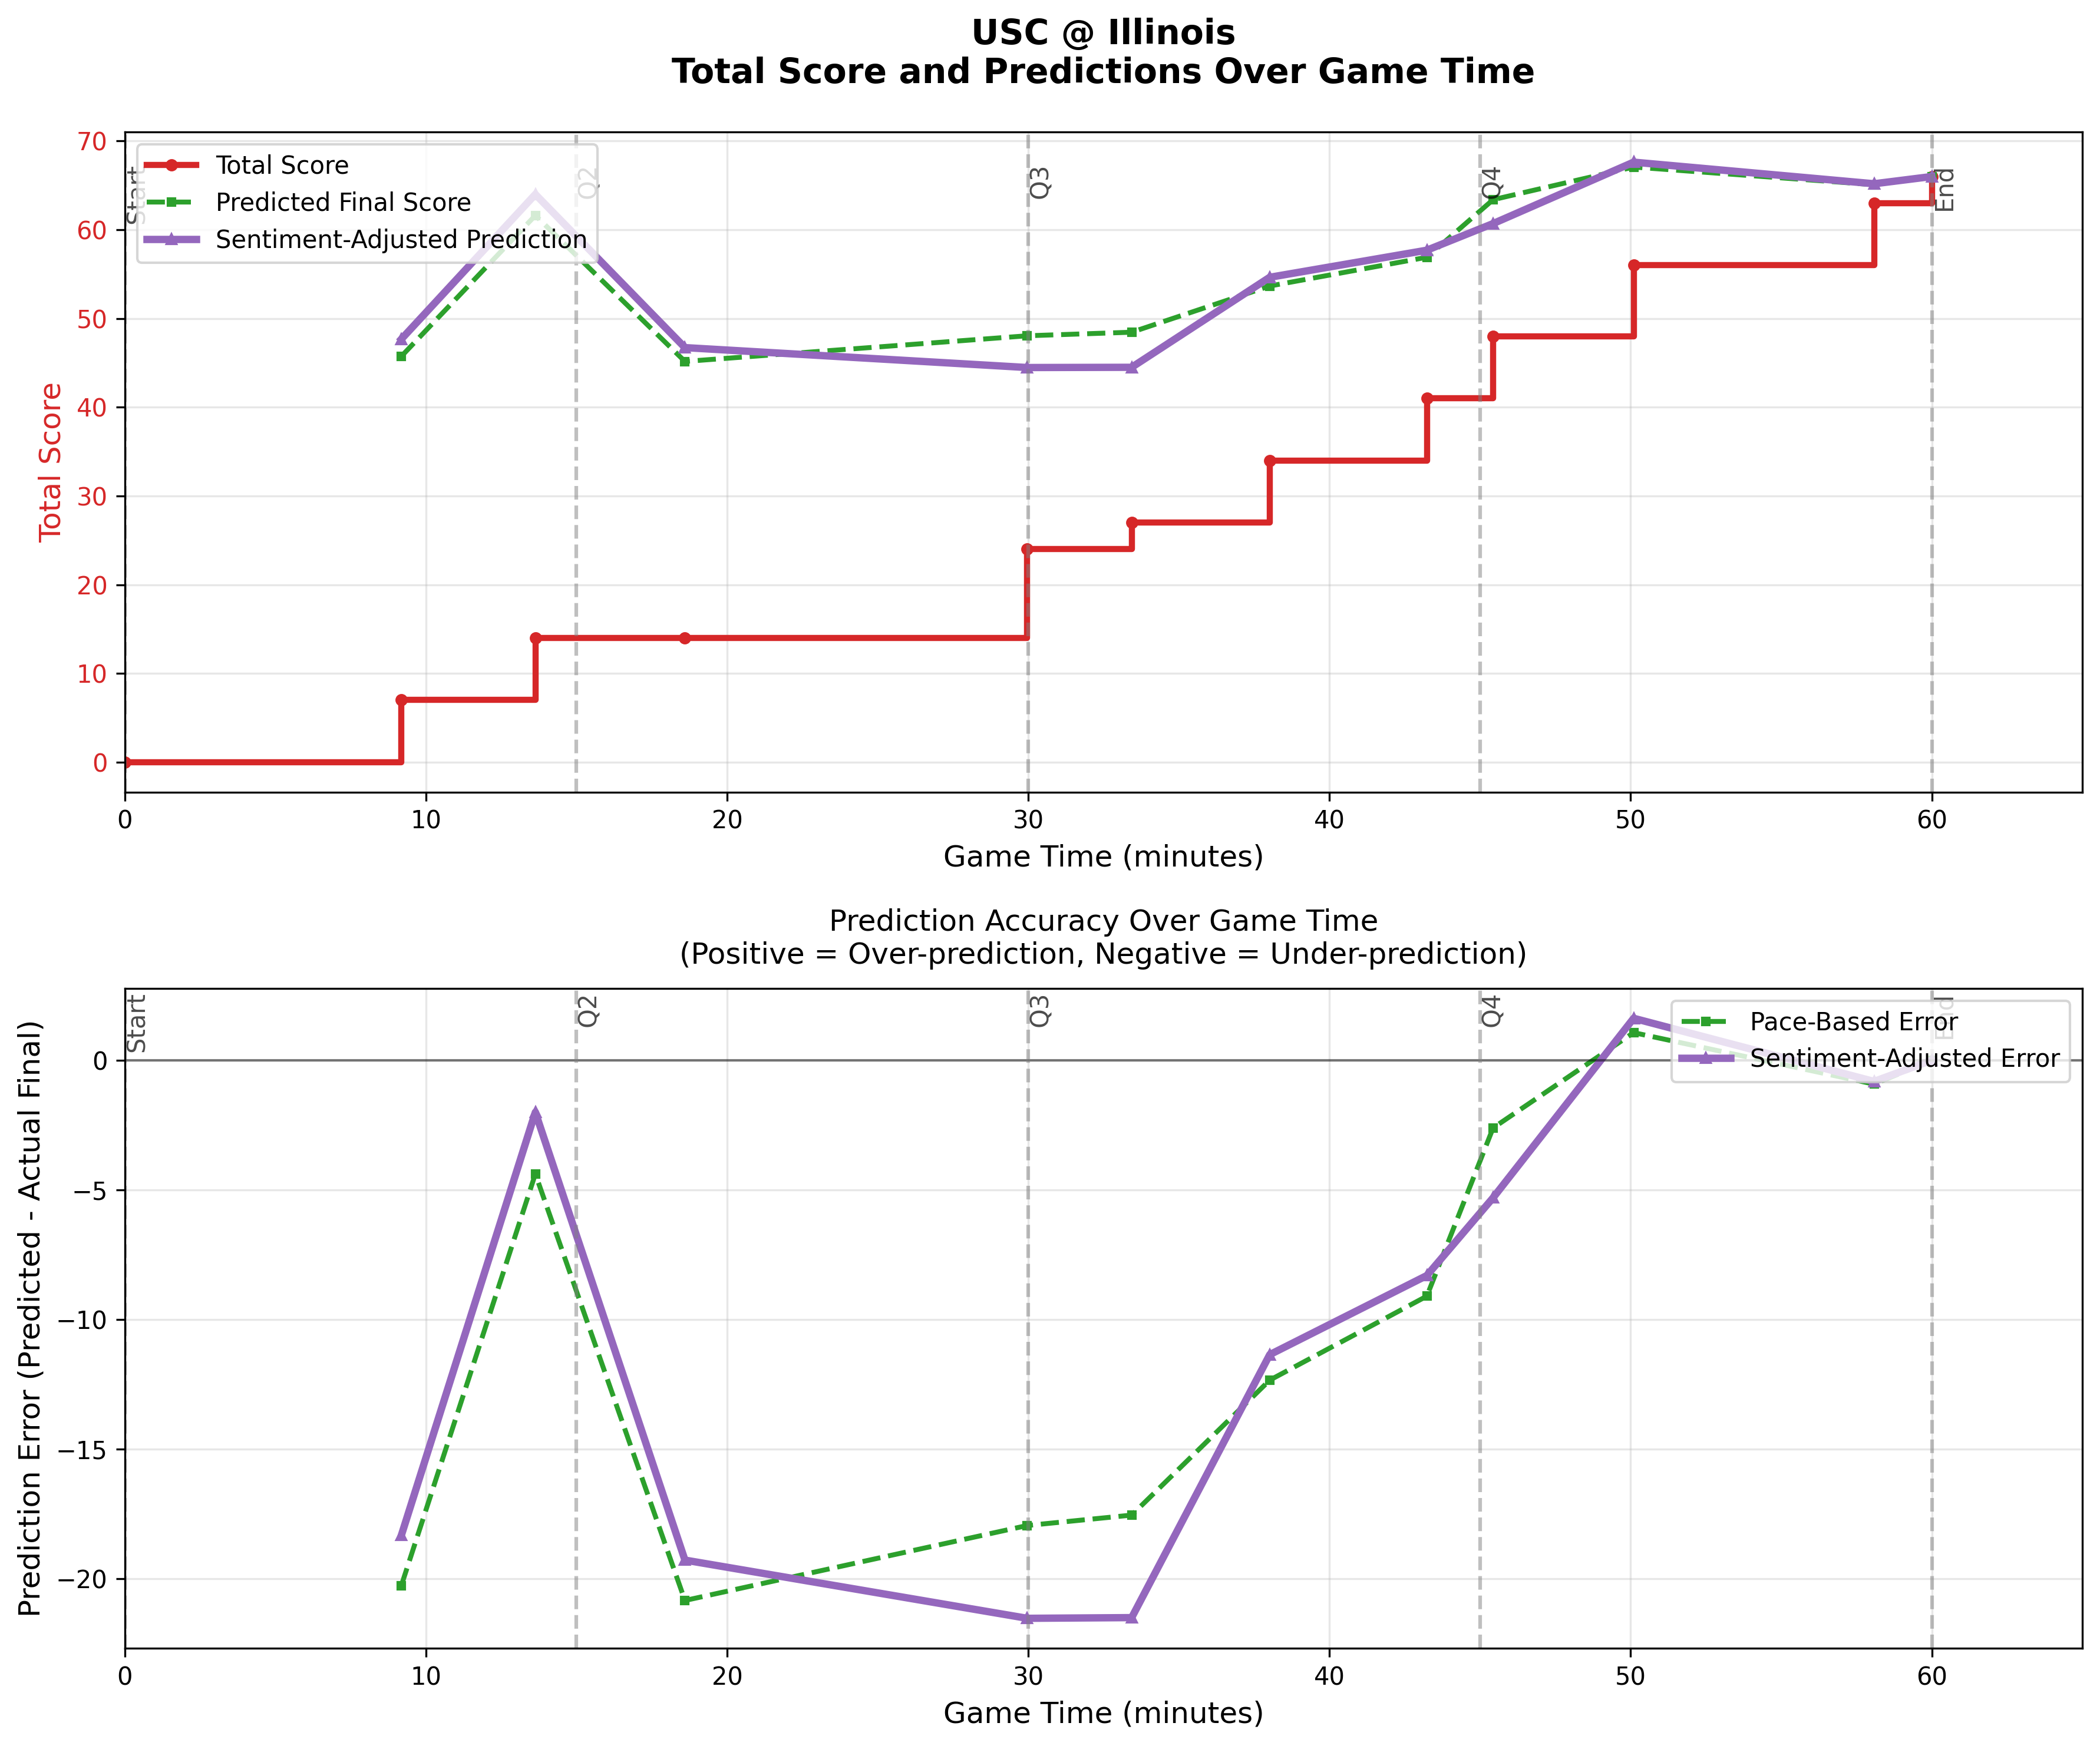 USC @ Illinois
Total Score and Predictions Over Game Time
Total Score
70
60
50
40
30
20
10
0
Start
Q2
Q3
Q4
End
Total Score
Predicted Final Score
Sentiment-Adjusted Prediction
0
10
20
30
40
50
60
Game Time (minutes)
Prediction Accuracy Over Game Time
(Positive = Over-prediction, Negative = Under-prediction)
Prediction Error (Predicted - Actual Final)
0
−5
−10
−15
−20
Start
Q2
Q3
Q4
End
Pace-Based Error
Sentiment-Adjusted Error
0
10
20
30
40
50
60
Game Time (minutes)